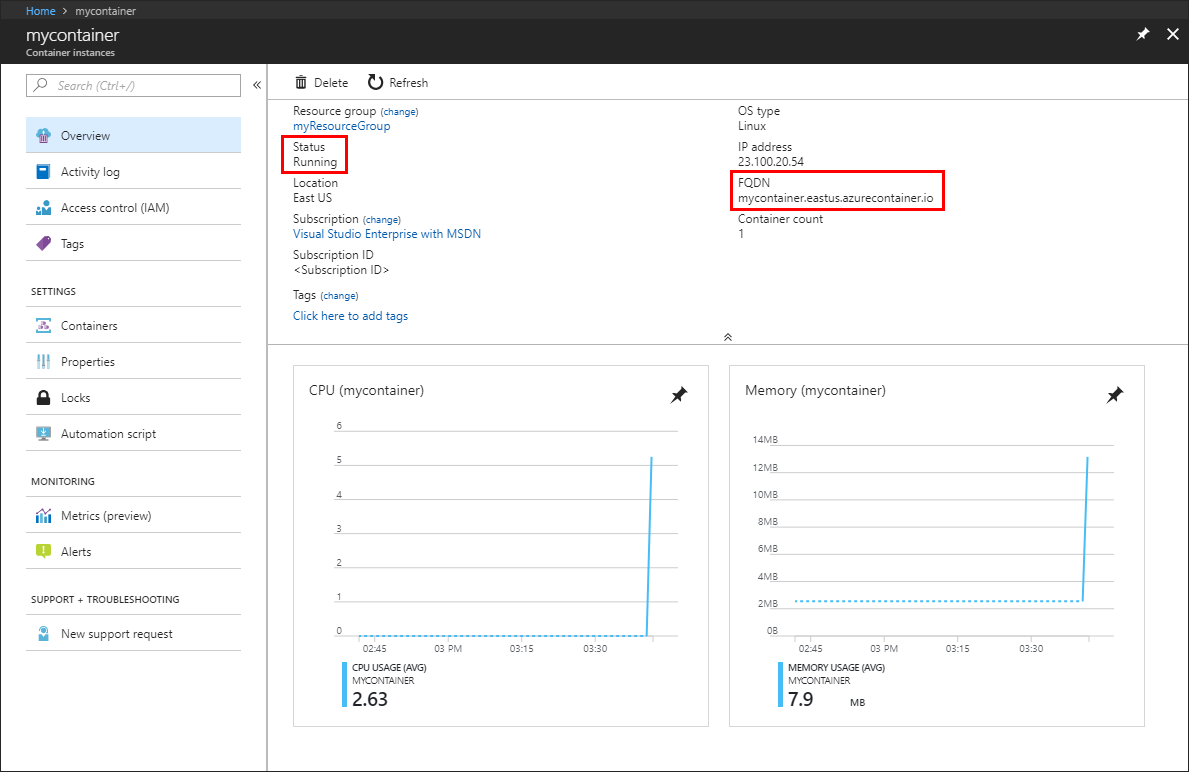 Home > mycontainer
mycontainer
Container instances
Search (Ctrl+/)
«
Overview
Activity log
Access control (IAM)
Tags
SETTINGS
Containers
Properties
Locks
Automation script
MONITORING
Metrics (preview)
Alerts
SUPPORT + TROUBLESHOOTING
New support request
Delete
Refresh
Resource group (change)
myResourceGroup
Status
Running
Location
East US
Subscription (change)
Visual Studio Enterprise with MSDN
Subscription ID
<Subscription ID>
Tags (change)
Click here to add tags
OS type
Linux
IP address
23.100.20.54
FQDN
mycontainer.eastus.azurecontainer.io
Container count
1
CPU (mycontainer)
6
5
4
3
2
1
0
02:45 03 PM 03:15 03:30
CPU USAGE (AVG)
MYCONTAINER
2.63
Memory (mycontainer)
14MB
12MB
10MB
8MB
6MB
4MB
2MB
0B
02:45 03 PM 03:15 03:30
MEMORY USAGE (AVG)
MYCONTAINER
7.9 MB